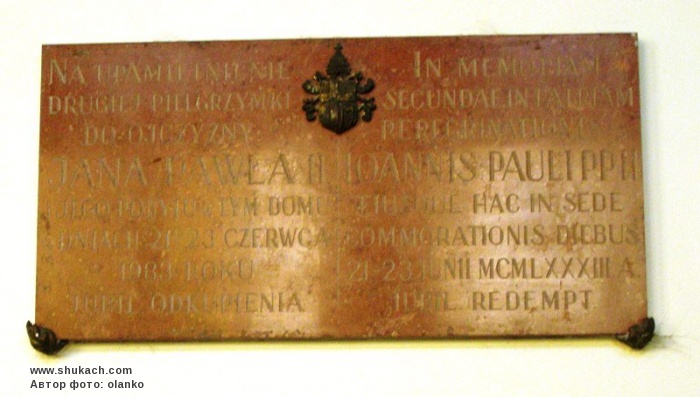 NA UPAMIĘTNIENIE
DRUGIEJ PIELGRZYMKI
DO OJCZYZNY
JANA PAWŁA II
I JEGO POBYTU W TYM DOMU
W DNIACH 21-23 CZERWCA
1983 ROKU
JUBIL ODKUPIENIA
IN MEMORIAM
SECUNDAE IN PATRIAM
PEREGRINATIONIS
IOANNIS PAULI PP II
HAC IN SEDE
COMMORATIONIS DIEBUS
21-23 IUNII MCMLXXXIII A.
IUBIL REDEMPT.
www.shukach.com
Автор фото: olanko